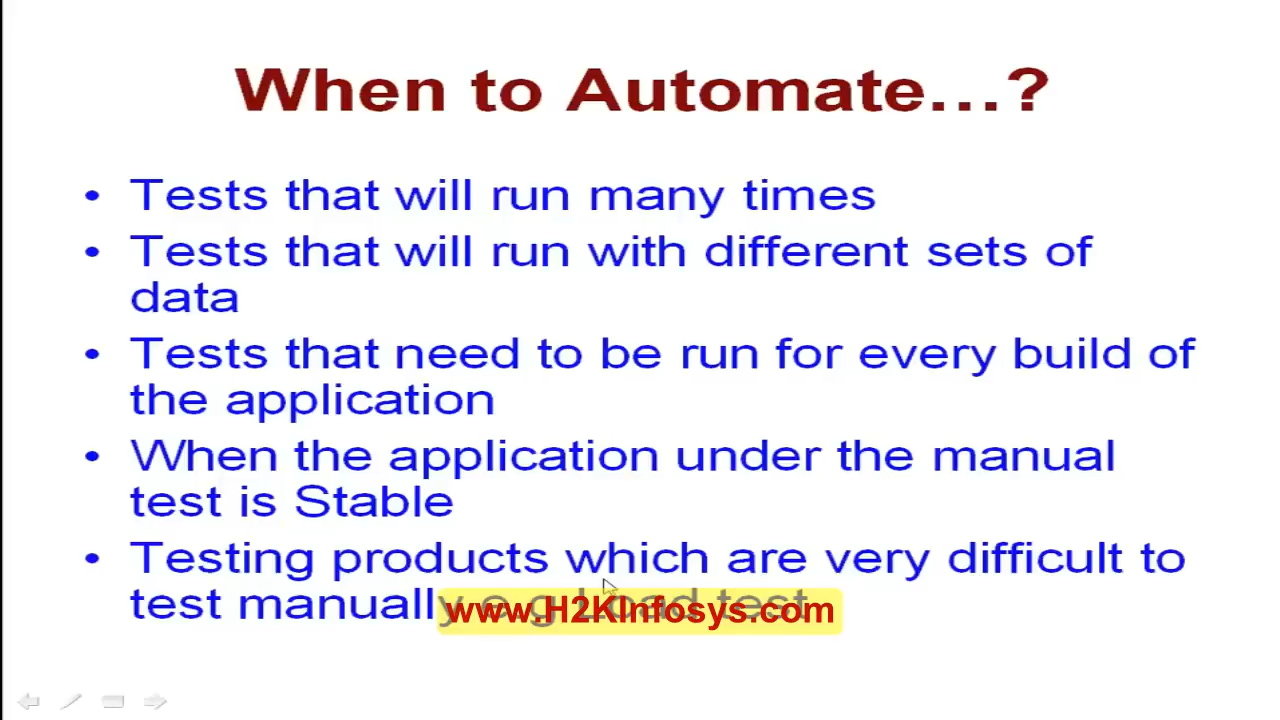 When to Automate...?
• Tests that will run many times
• Tests that will run with different sets of
data
• Tests that need to be run for every build of
the application
• When the application under the manual
test is Stable
• Testing products which are very difficult to
test manually e.g Load test
www.H2KInfosys.com